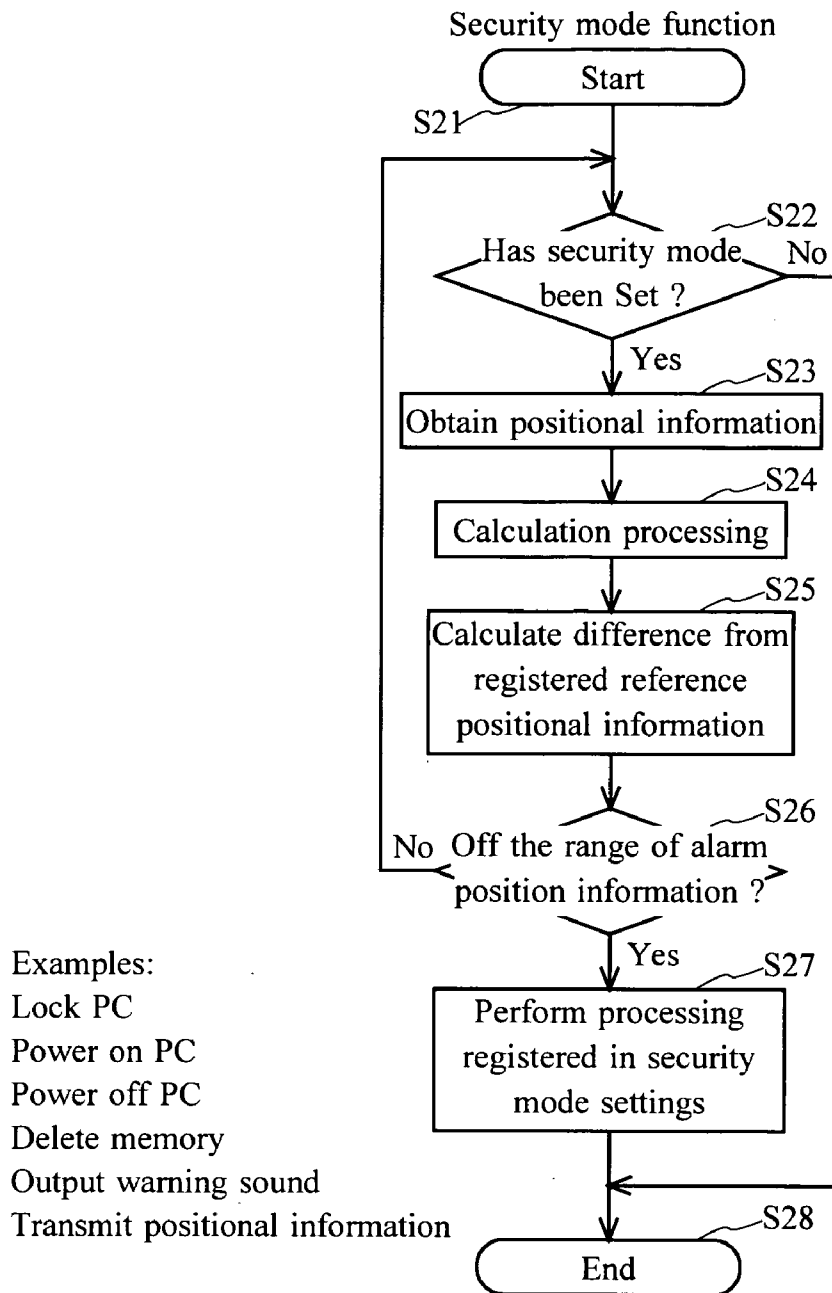 Security mode function
Start
S21
S22
Has security mode
been Set ?
No
Yes
S23
Obtain positional information
S24
Calculation processing
S25
Calculate difference from
registered reference
positional information
S26
Off the range of alarm
position information ?
No
Yes
S27
Perform processing
registered in security
mode settings
Examples:
Lock PC
Power on PC
Power off PC
Delete memory
Output warning sound
Transmit positional information
S28
End